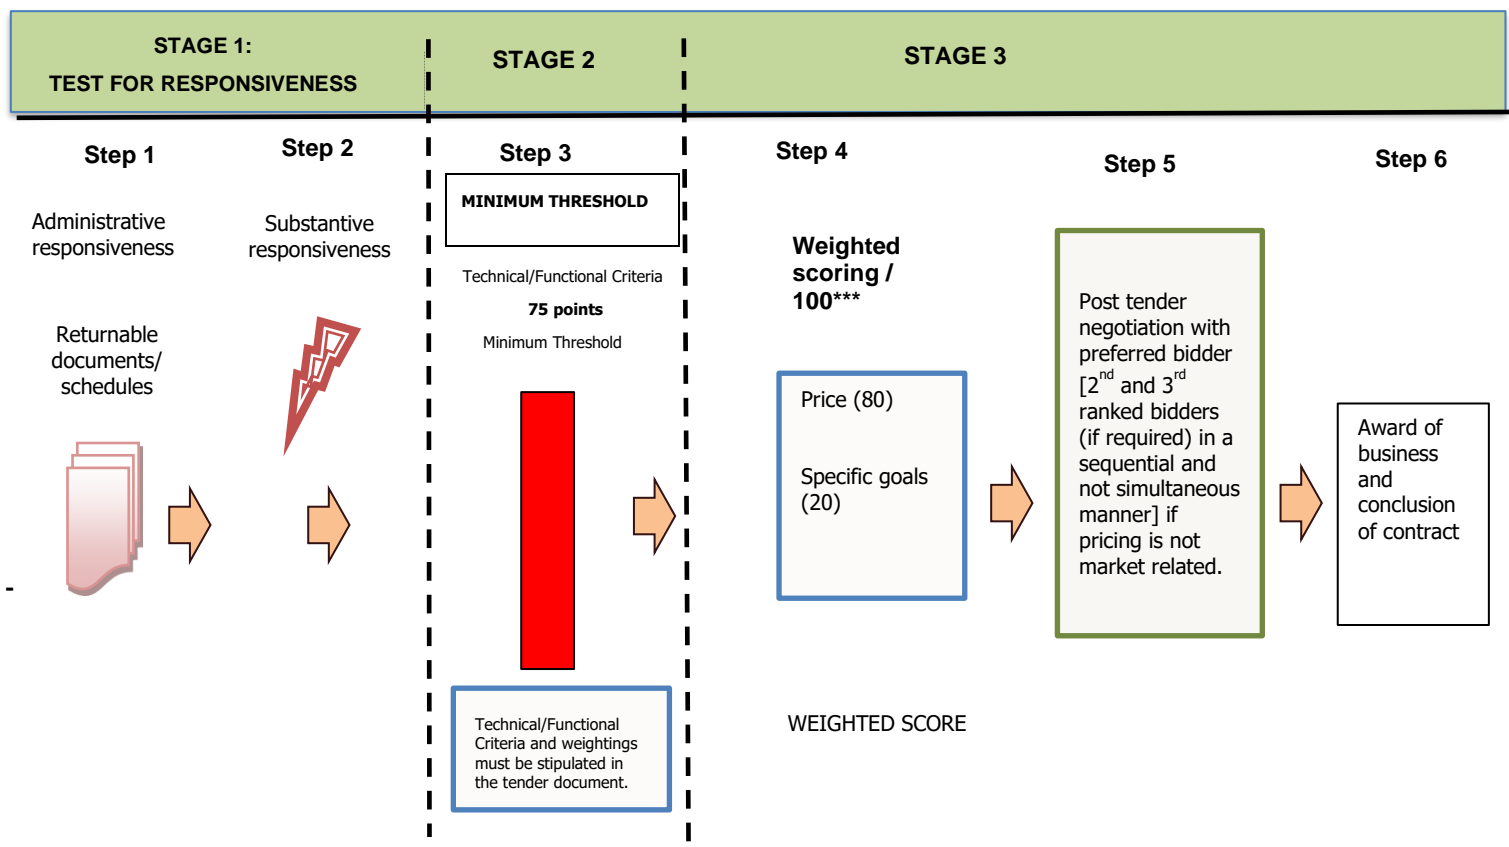 STAGE 1:
TEST FOR RESPONSIVENESS
STAGE 2
STAGE 3
Step 1
Administrative
responsiveness
Returnable
documents/
schedules
-
Step 2
Substantive
responsiveness
Step 3
MINIMUM THRESHOLD
Technical/Functional Criteria
75 points
Minimum Threshold
Technical/Functional
Criteria and weightings
must be stipulated in
the tender document.
Step 4
Weighted
scoring /
100***
Price (80)
Specific goals
(20)
WEIGHTED SCORE
Step 5
Post tender
negotiation with
preferred bidder
[2nd and 3rd
ranked bidders
(if required) in a
sequential and
not simultaneous
manner] if
pricing is not
market related.
Step 6
Award of
business
and
conclusion
of contract